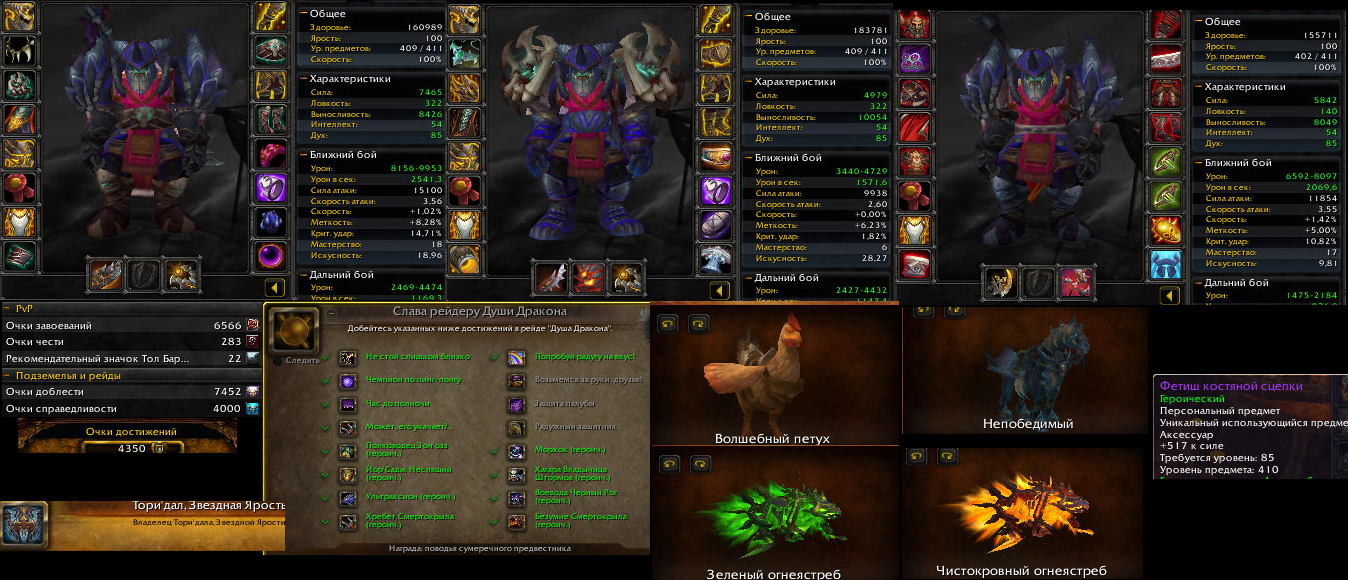 Общее
Здоровье: 160989
Ярость: 100
Ур. предметов: 409 / 411
Скорость: 100%
Характеристики
Сила: 7465
Ловкость: 322
Выносливость: 8426
Интеллект: 54
Дух: 85
Ближний бой
Урон: 8156-9953
Урон в сек: 2541,3
Сила атаки: 15100
Скорость атаки: 3,56
Скорость: +1,02%
Меткость: +8,28%
Крит. удар: 14,71%
Мастерство: 18
Искусность: 18,96
Дальний бой
Урон: 2469-4474
Общее
Здоровье: 183781
Ярость: 100
Ур. предметов: 409 / 411
Скорость: 100%
Характеристики
Сила: 4979
Ловкость: 322
Выносливость: 10054
Интеллект: 54
Дух: 85
Ближний бой
Урон: 3440-4729
Урон в сек: 1571,6
Сила атаки: 9938
Скорость атаки: 2,60
Скорость: +0,00%
Меткость: +6,23%
Крит. удар: 1,82%
Мастерство: 6
Искусность: 28,27
Дальний бой
Урон: 2427-4432
Общее
Здоровье: 155711
Ярость: 100
Ур. предметов: 402 / 411
Скорость: 100%
Характеристики
Сила: 5842
Ловкость: 140
Выносливость: 8049
Интеллект: 54
Дух: 85
Ближний бой
Урон: 6592-8097
Урон в сек: 2069,6
Сила атаки: 11854
Скорость атаки: 3,55
Скорость: +1,42%
Меткость: +5,00%
Крит. удар: 10,82%
Мастерство: 17
Искусность: 9,81
Дальний бой
Урон: 1475-2184
PvP
Очки завоеваний 6566
Очки чести 283
Рекомендательный значок Тол Бар... 22
Подземелья и рейды
Очки доблести 7452
Очки справедливости 4000
Очки достижений
4350
Тори'дал, Звездная Ярость
Владелец Тори'дала, Звездной Ярости
Слава рейдеру Души Дракона
Добейтесь указанных ниже достижений в рейде "Душа Дракона".
Следить
Не стой слишком близко
Попробуй радугу на вкус!
Чемпион по пинг-понгу
Возьмемся за руки, друзья!
Час до полночи
Защита палубы
Может, его укачает?..
Радужный защитник
Полководец Зон'озз (героич.)
Морхок (героич.)
Йор'Садж Неспящий (героич.)
Хагара Владычица Штормов (героич.)
Ультраксион (героич.)
Воевода Черный Рог (героич.)
Хребет Смертокрыла (героич.)
Безумие Смертокрыла (героич.)
Награда: поводья сумеречного предвестника
Волшебный петух
Непобедимый
Зеленый огнеястреб
Чистокровный огнеястреб
Фетиш костяной сцепки
Героический
Персональный предмет
Уникальный использующийся предме
Аксессуар
+517 к силе
Требуется уровень: 85
Уровень предмета: 410